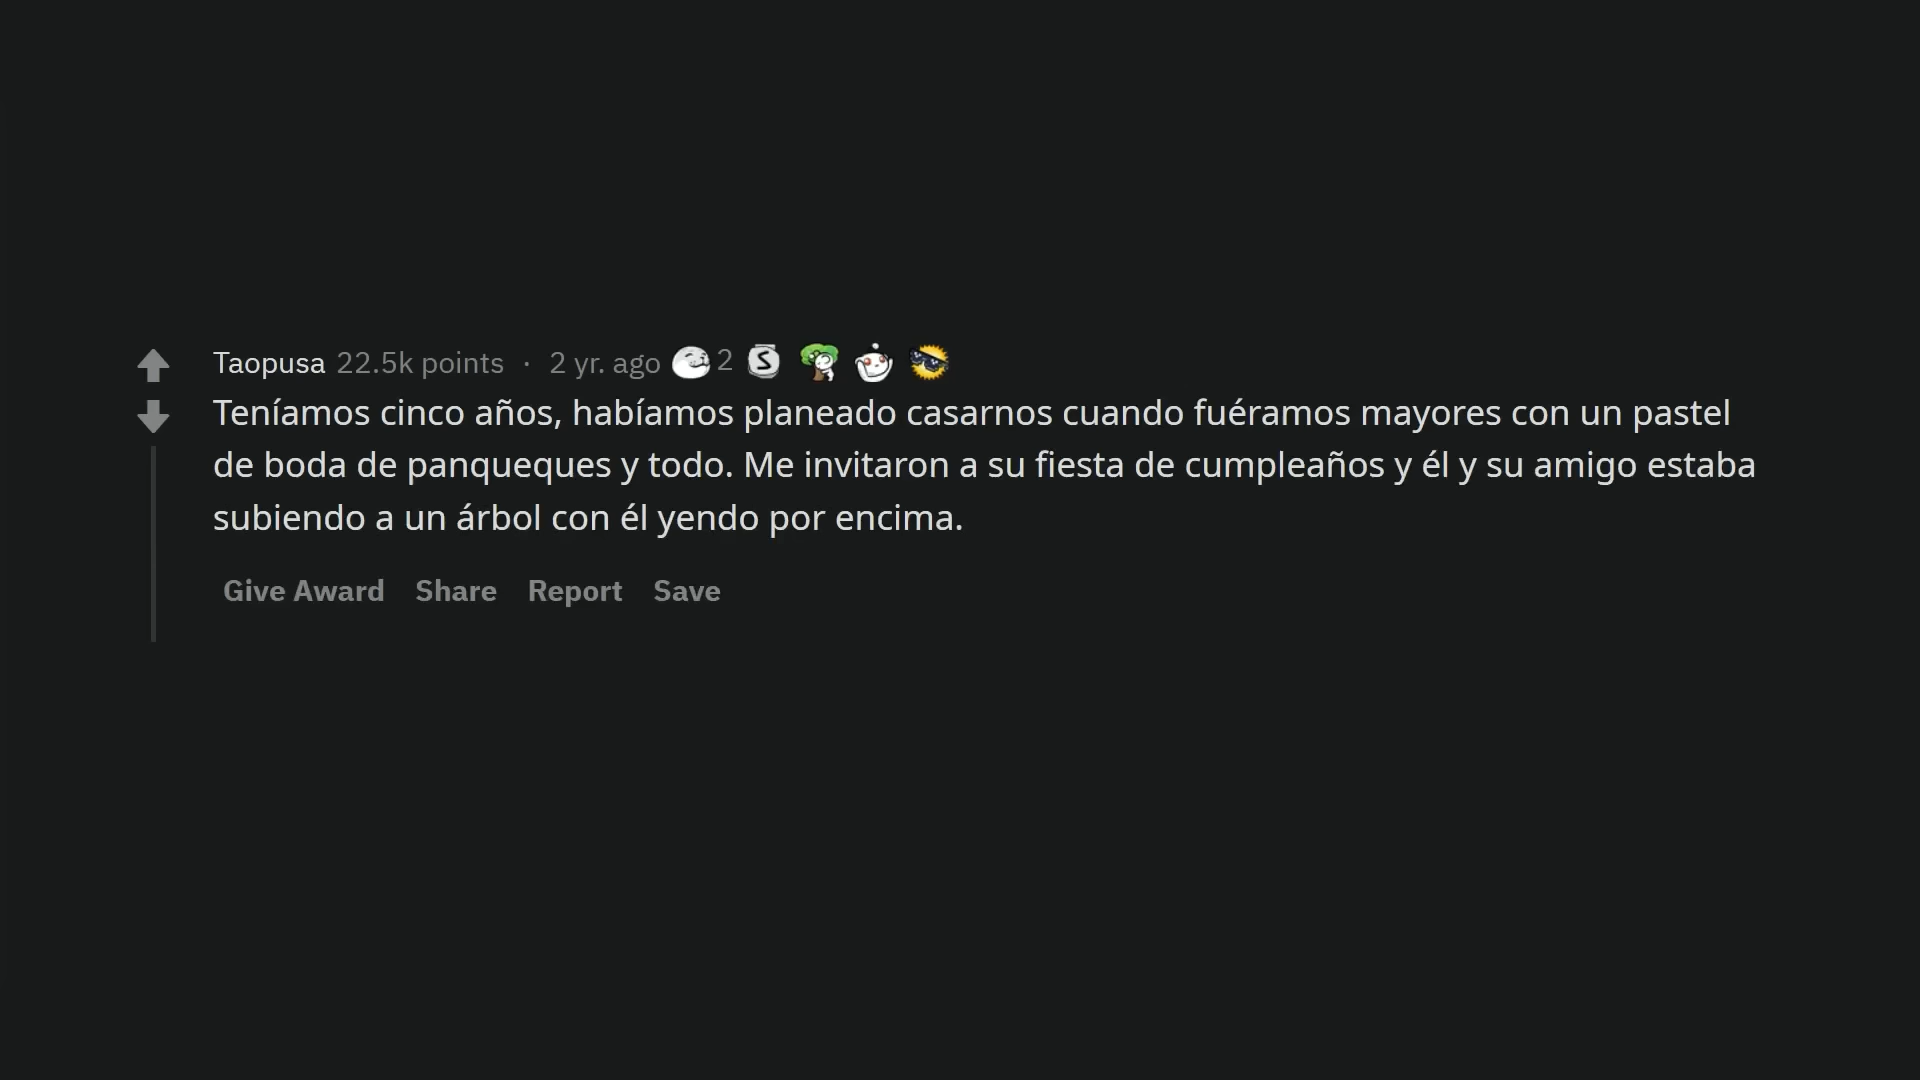 Taopusa 22.5k points · 2 yr. ago 2
Teníamos cinco años, habíamos planeado casarnos cuando fuéramos mayores con un pastel
de boda de panqueques y todo. Me invitaron a su fiesta de cumpleaños y él y su amigo estaba
subiendo a un árbol con él yendo por encima.
Give Award Share Report Save